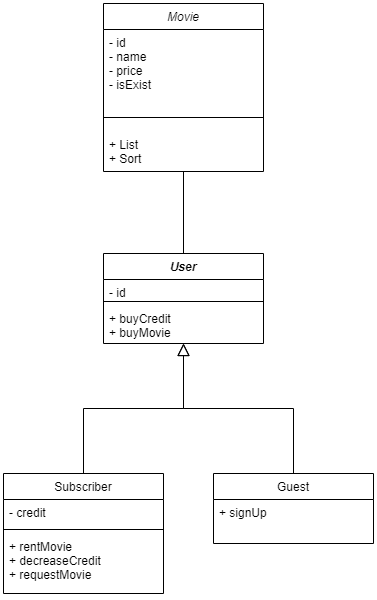 Movie
- id
- name
- price
- isExist
+ List
+ Sort
User
- id
+ buyCredit
+ buyMovie
Subscriber
- credit
+ rentMovie
+ decreaseCredit
+ requestMovie
Guest
+ signUp